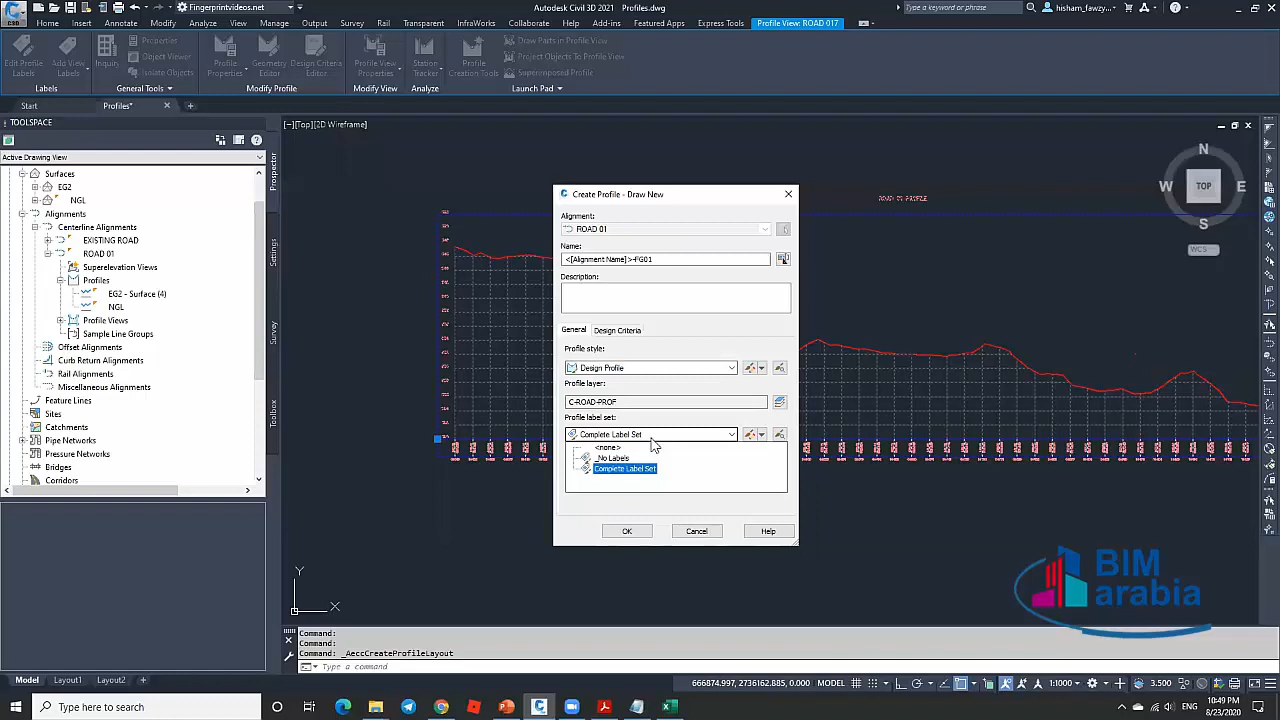 Fingerprintvideos.net
Autodesk Civil 3D 2021
Profiles.dwg
Type a keyword or phrase
hisham_fawzy...
Home Insert Annotate Modify Analyze View Manage Output Survey Rail Transparent InfraWorks Collaborate Help Add-ins Featured Apps Express Tools Profile View: ROAD 017
Edit Profile Labels
Add View Labels
Labels
Inquiry
Properties
Object Viewer
Isolate Objects
General Tools
Profile Properties
Geometry Editor
Design Criteria Editor
Modify Profile
Profile View Properties
Modify View
Station Tracker
Analyze
Profile Creation Tools
Draw Parts in Profile View
Project Objects To Profile View
Superimposed Profile
Launch Pad
Start Profiles*
TOOLSPACE
Active Drawing View
Surfaces
EG2
NGL
Alignments
Centerline Alignments
EXISTING ROAD
ROAD 01
Superelevation Views
Profiles
EG2 - Surface (4)
NGL
Profile Views
Sample Line Groups
Offset Alignments
Curb Return Alignments
Rail Alignments
Miscellaneous Alignments
Feature Lines
Sites
Catchments
Pipe Networks
Pressure Networks
Bridges
Corridors
Prospector
Settings
Survey
Toolbox
[−][Top][2D Wireframe]
ROAD 01 PROFILE
N
W TOP E
S
WCS
Create Profile - Draw New
Alignment:
ROAD 01
Name:
<[Alignment Name]>-FG01
Description:
General Design Criteria
Profile style:
Design Profile
Profile layer:
C-ROAD-PROF
Profile label set:
Complete Label Set
<none>
_No Labels
Complete Label Set
OK Cancel Help
BIM
arabia
Y
X
Command:
Command:
Command: _AeccCreateProfileLayout
Type a command
Model Layout1 Layout2
666874.997, 2736162.885, 0.000 MODEL 1:1000 3.500
Type here to search
ENG
10:49 PM
8/23/2020